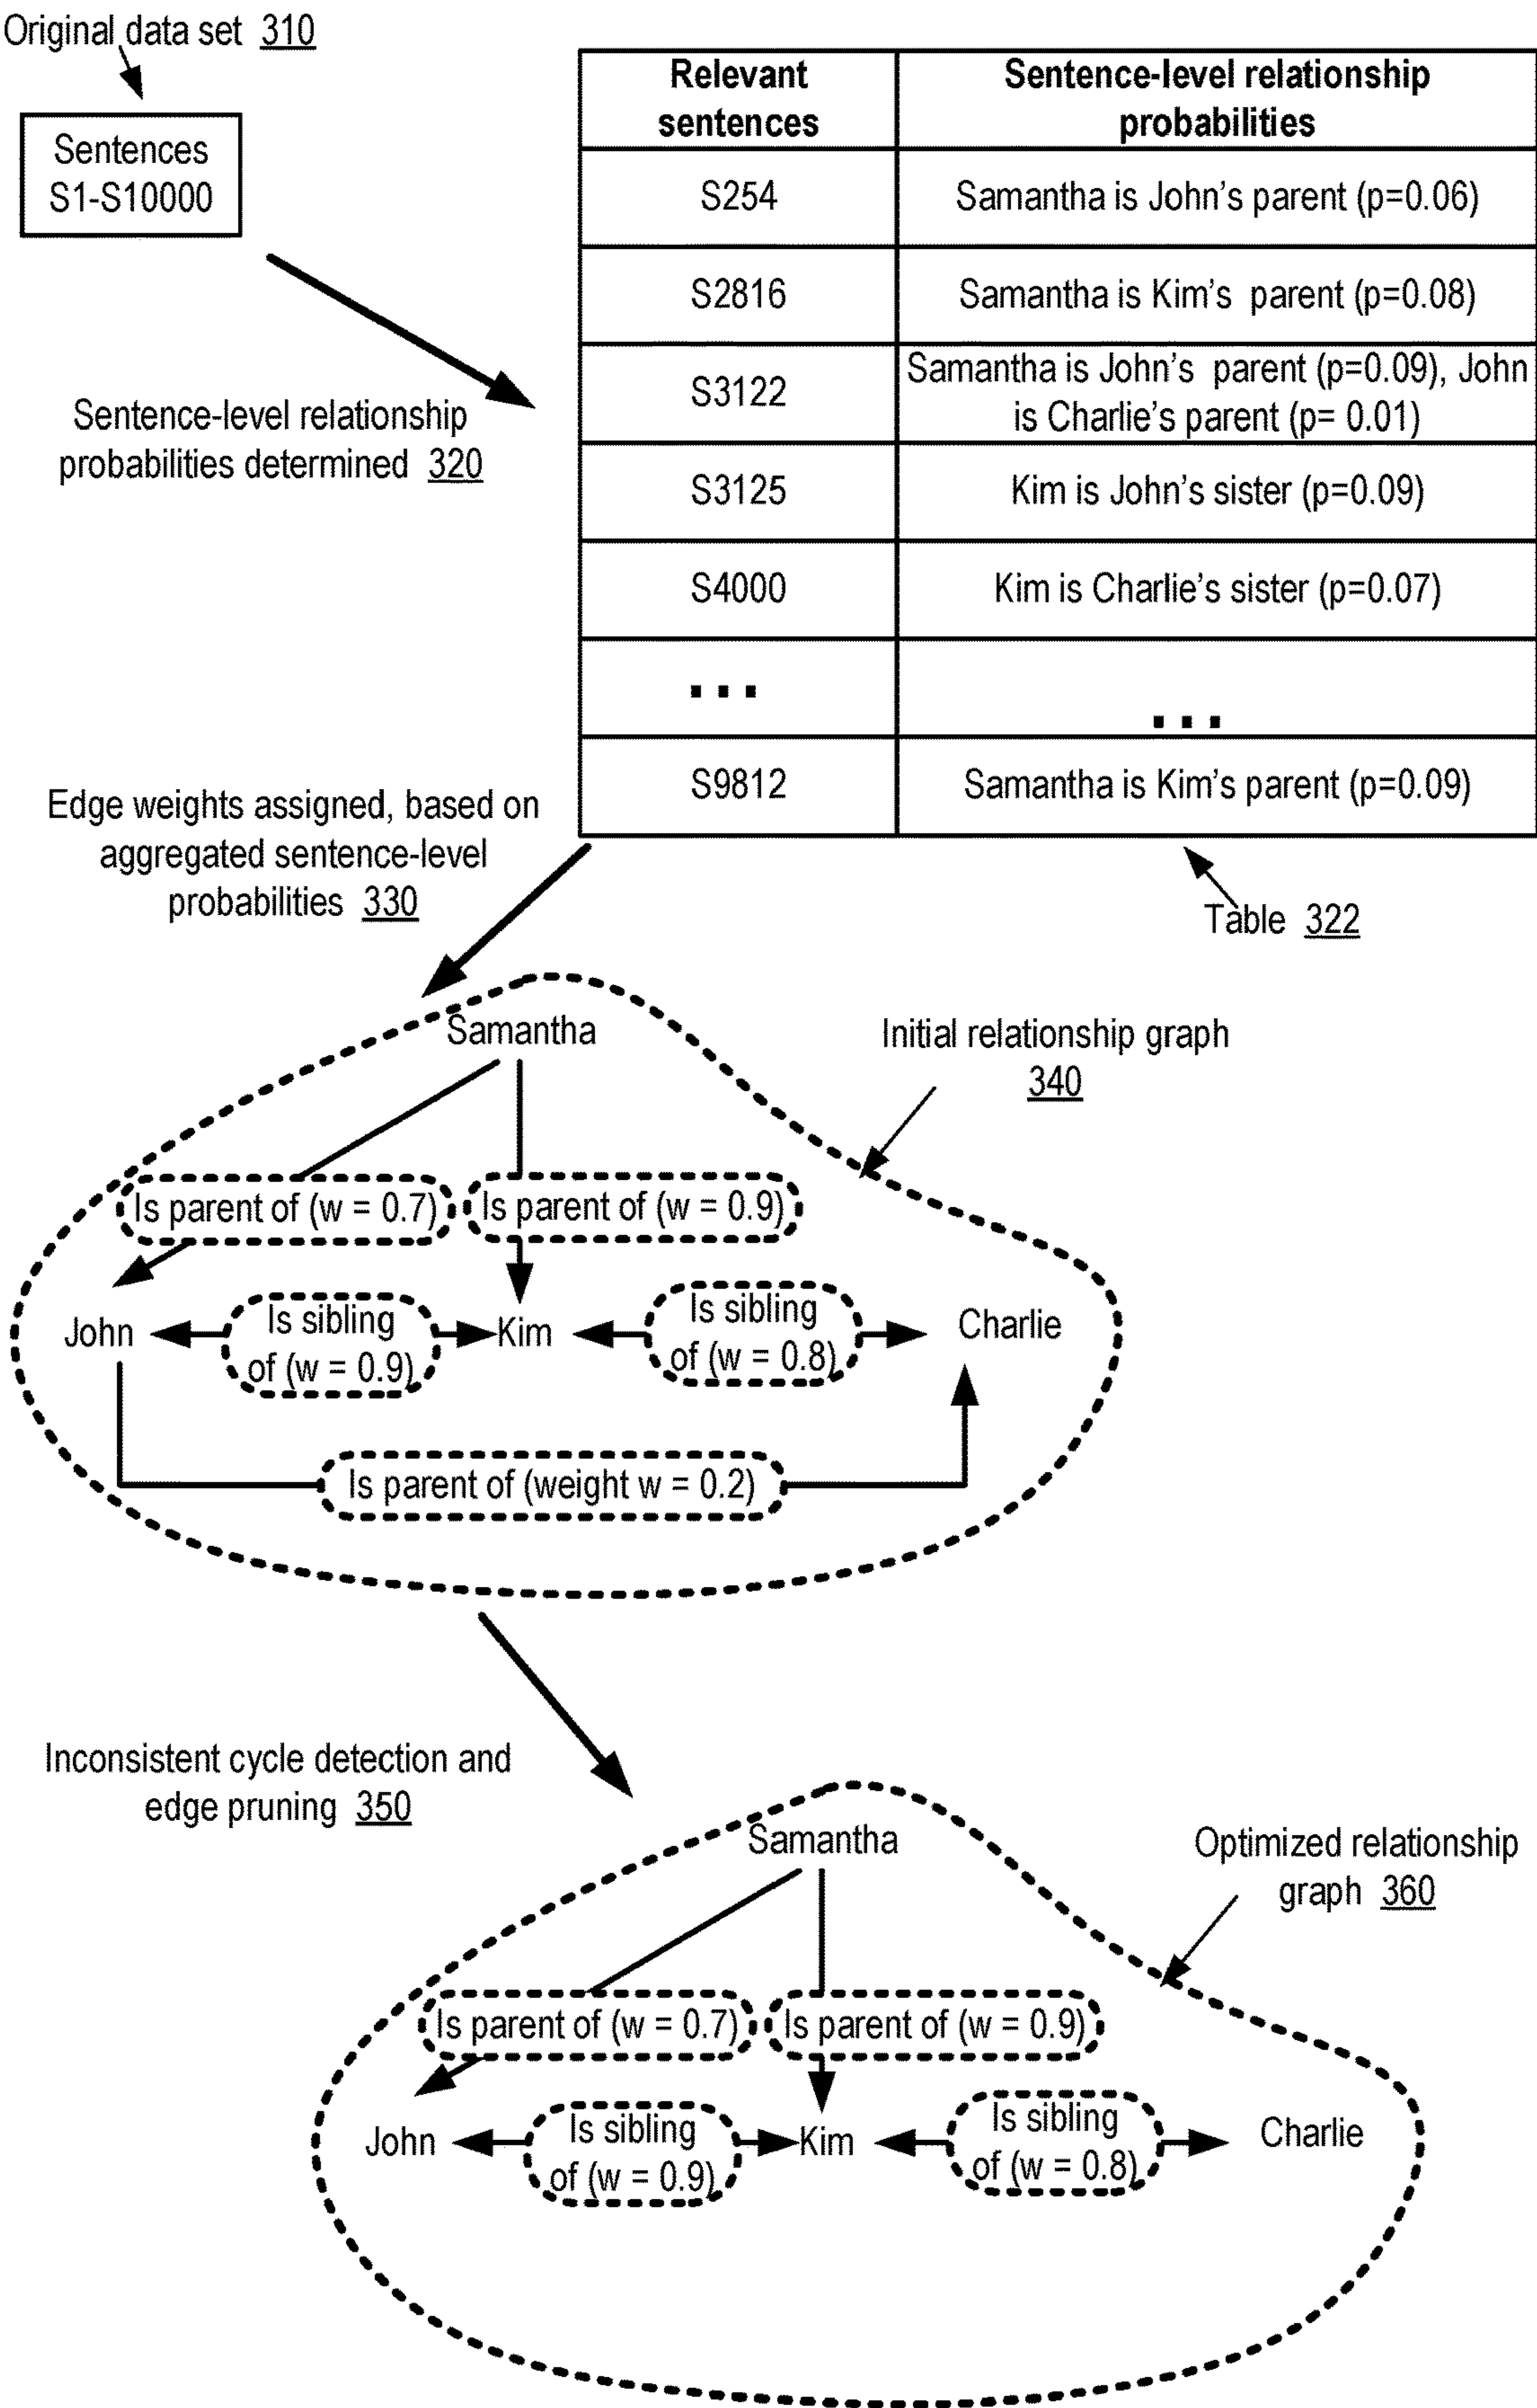 Original data set 310
Sentences
S1-S10000
Relevant
sentences
Sentence-level relationship
probabilities
S254
Samantha is John's parent (p=0.06)
S2816
Samantha is Kim's parent (p=0.08)
S3122
Samantha is John's parent (p=0.09), John
is Charlie's parent (p= 0.01)
S3125
Kim is John's sister (p=0.09)
S4000
Kim is Charlie's sister (p=0.07)
...
...
S9812
Samantha is Kim's parent (p=0.09)
Sentence-level relationship
probabilities determined 320
Table 322
Edge weights assigned, based on
aggregated sentence-level
probabilities 330
Initial relationship graph
340
Samantha
Is parent of (w = 0.7)
Is parent of (w = 0.9)
John
Is sibling
of (w = 0.9)
Kim
Is sibling
of (w = 0.8)
Charlie
Is parent of (weight w = 0.2)
Inconsistent cycle detection and
edge pruning 350
Optimized relationship
graph 360
Samantha
Is parent of (w = 0.7)
Is parent of (w = 0.9)
John
Is sibling
of (w = 0.9)
Kim
Is sibling
of (w = 0.8)
Charlie